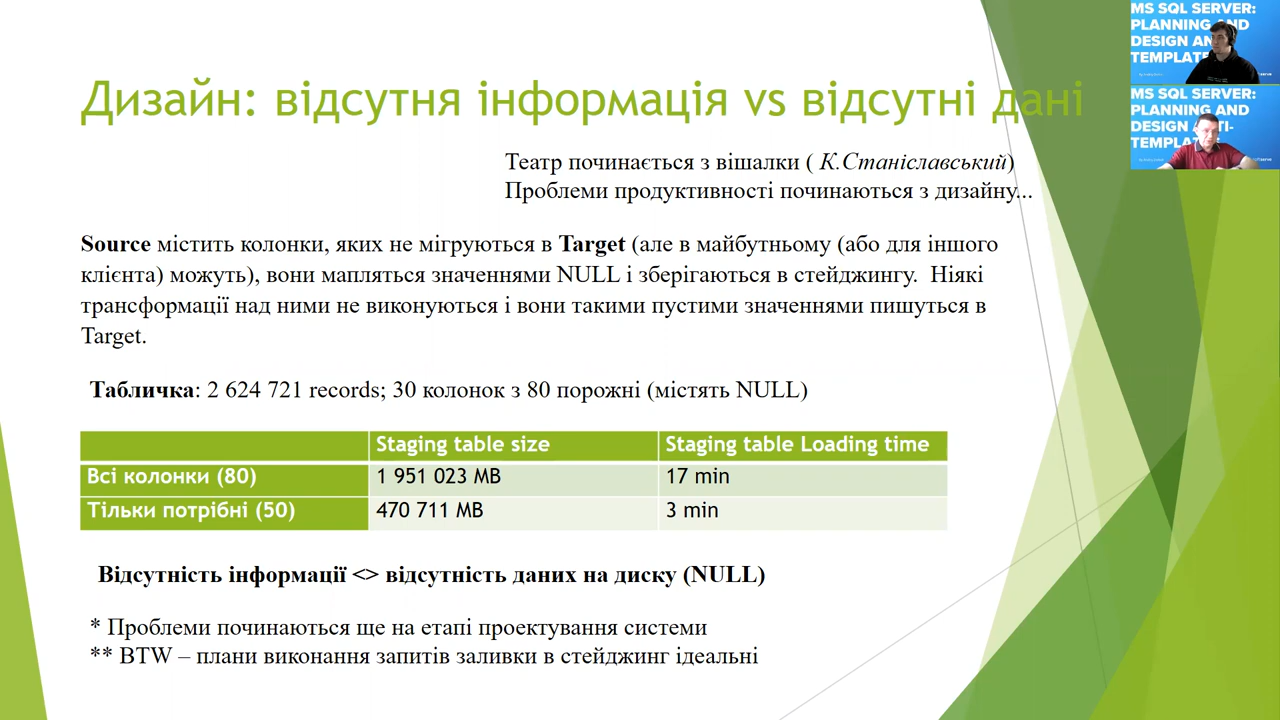 Дизайн: відсутня інформація vs відсутні дані
Театр починається з вішалки ( К.Станіславський)
Проблеми продуктивності починаються з дизайну...
Source містить колонки, яких не мігруються в Target (але в майбутньому (або для іншого
клієнта) можуть), вони мапляться значеннями NULL і зберігаються в стейджингу. Ніякі
трансформації над ними не виконуються і вони такими пустими значеннями пишуться в
Target.
Табличка: 2 624 721 records; 30 колонок з 80 порожні (містять NULL)
Staging table size Staging table Loading time
Всі колонки (80) 1 951 023 MB 17 min
Тільки потрібні (50) 470 711 MB 3 min
Відсутність інформації <> відсутність даних на диску (NULL)
* Проблеми починаються ще на етапі проектування системи
** BTW – плани виконання запитів заливки в стейджинг ідеальні
MS SQL SERVER:
PLANNING AND
DESIGN AN
TEMPLAT
MS SQL SERVER:
PLANNING AND
DESIGN ANTI-
TEMPLATE